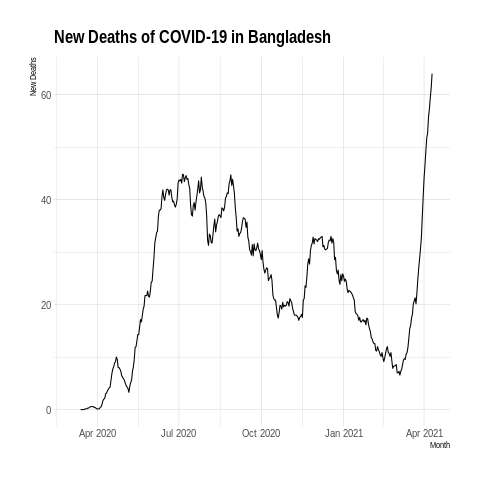 New Deaths of COVID-19 in Bangladesh
New Deaths
60
40
20
0
Apr 2020 Jul 2020 Oct 2020 Jan 2021 Apr 2021
Month